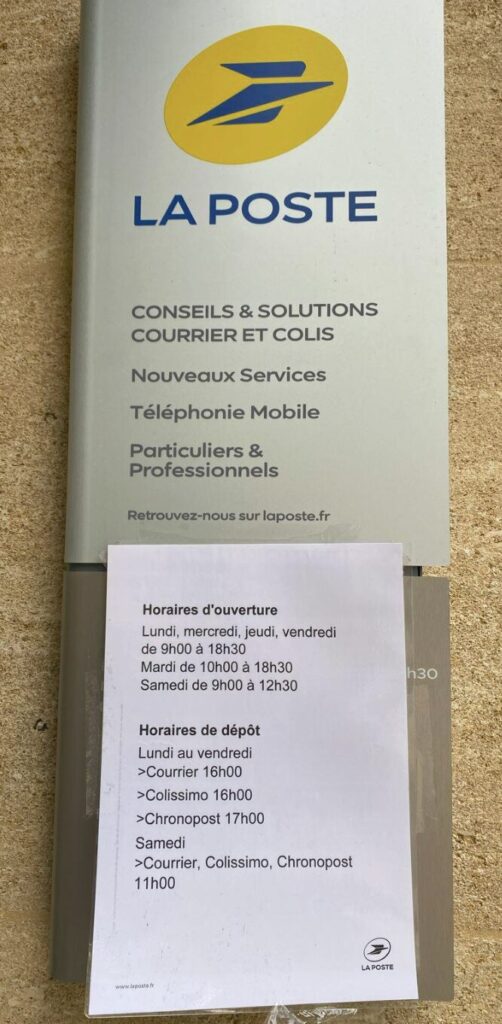 LA POSTE
CONSEILS & SOLUTIONS
COURRIER ET COLIS
Nouveaux Services
Téléphonie Mobile
Particuliers &
Professionnels
Retrouvez-nous sur laposte.fr
h30
Horaires d'ouverture
Lundi, mercredi, jeudi, vendredi
de 9h00 à 18h30
Mardi de 10h00 à 18h30
Samedi de 9h00 à 12h30
Horaires de dépôt
Lundi au vendredi
>Courrier 16h00
>Colissimo 16h00
>Chronopost 17h00
Samedi
>Courrier, Colissimo, Chronopost
11h00
LA POSTE
www.laposte.fr